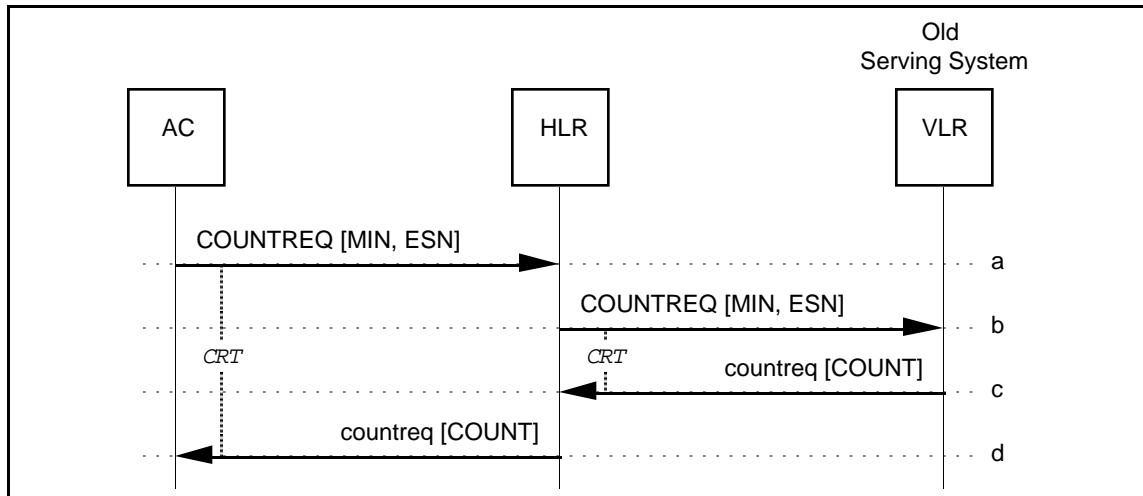 Old
Serving System
AC
HLR
VLR
COUNTREQ [MIN, ESN]
a
COUNTREQ [MIN, ESN]
b
CRT
CRT
countreq [COUNT]
c
countreq [COUNT]
d